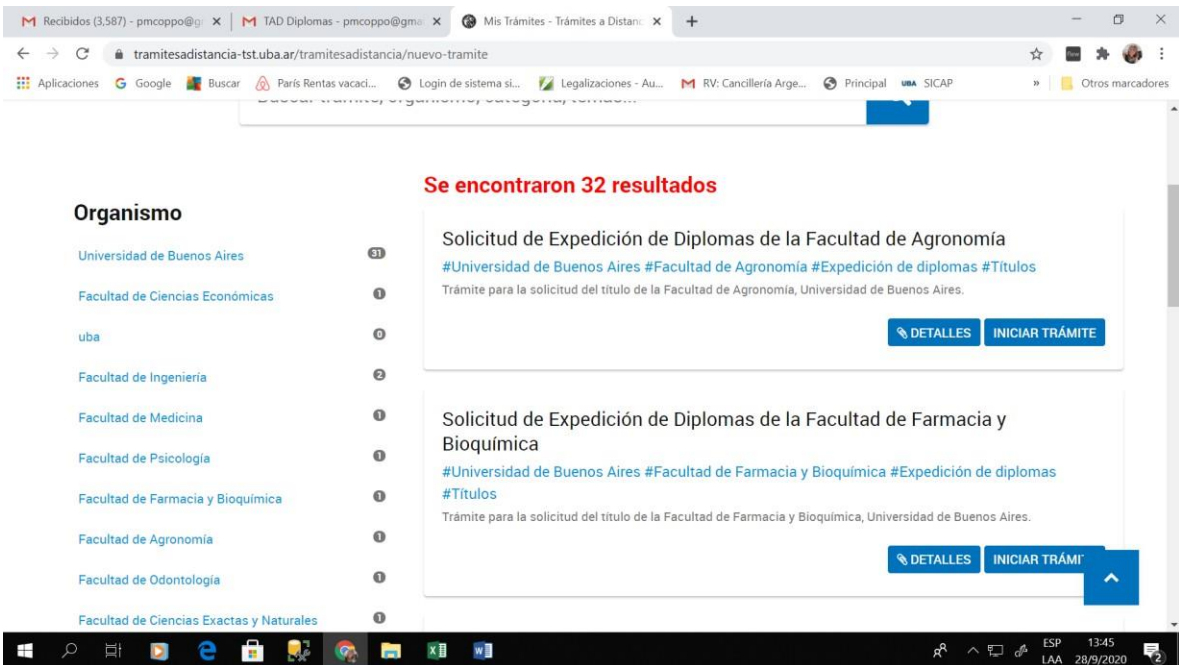 Recibidos (3,587) - pmcoppo@g
TAD Diplomas - pmcoppo@gma
Mis Trámites - Trámites a Distanc
tramitesadistancia-tst.uba.ar/tramitesadistancia/nuevo-tramite
Aplicaciones
Google
Buscar
París Rentas vacaci...
Login de sistema si...
Legalizaciones - Au...
RV: Cancillería Arge...
Principal
UBA SICAP
»
Otros marcadores
Buscar trámite, organismo, categoría, temas...
Se encontraron 32 resultados
Organismo
Universidad de Buenos Aires 31
Facultad de Ciencias Económicas 1
uba 0
Facultad de Ingeniería 2
Facultad de Medicina 1
Facultad de Psicología 1
Facultad de Farmacia y Bioquímica 1
Facultad de Agronomía 1
Facultad de Odontología 1
Facultad de Ciencias Exactas y Naturales 1
Solicitud de Expedición de Diplomas de la Facultad de Agronomía
#Universidad de Buenos Aires #Facultad de Agronomía #Expedición de diplomas #Títulos
Trámite para la solicitud del título de la Facultad de Agronomía, Universidad de Buenos Aires.
DETALLES
INICIAR TRÁMITE
Solicitud de Expedición de Diplomas de la Facultad de Farmacia y
Bioquímica
#Universidad de Buenos Aires #Facultad de Farmacia y Bioquímica #Expedición de diplomas
#Títulos
Trámite para la solicitud del título de la Facultad de Farmacia y Bioquímica, Universidad de Buenos Aires.
DETALLES
INICIAR TRÁMI
ESP
LAA
13:45
28/9/2020
2